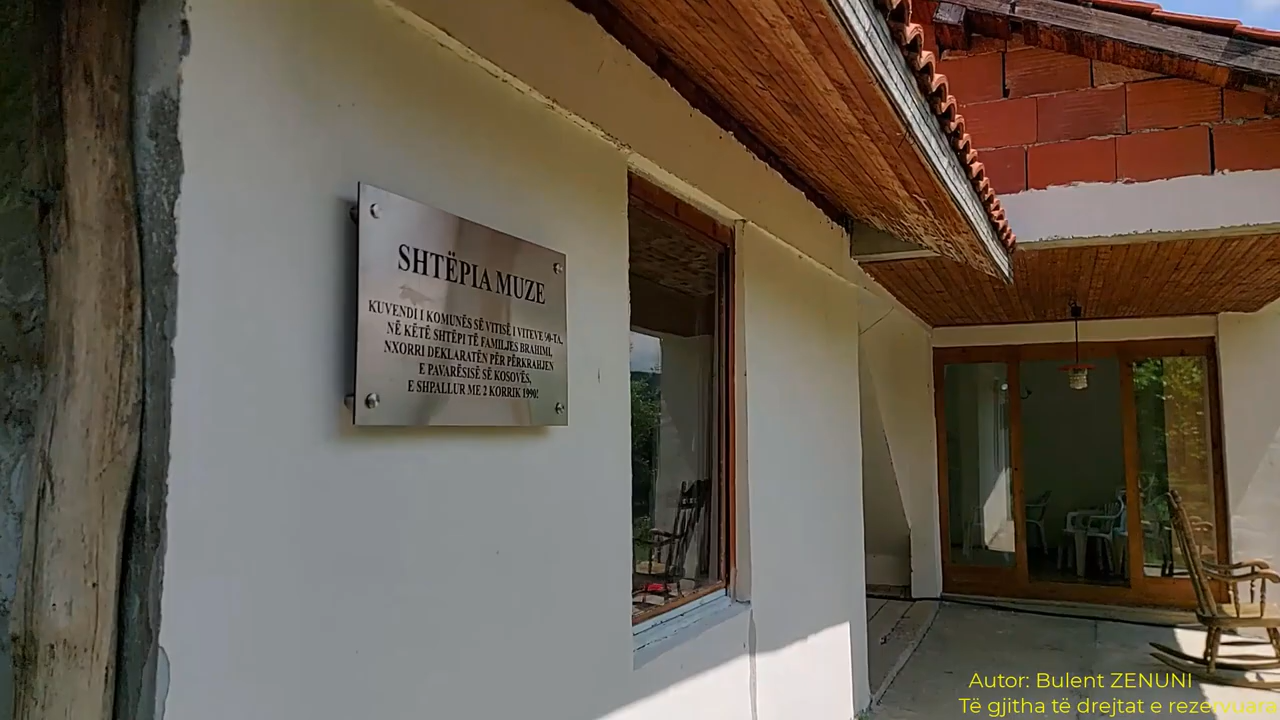 SHTËPIA MUZE
KUVENDI I KOMUNËS SË VITISË I VITEVE '90-TA,
NË KËTË SHTËPI TË FAMILJES BRAHIMI,
NXORRI DEKLARATËN PËR PËRKRAHJEN
E PAVARËSISË SË KOSOVËS,
E SHPALLUR ME 2 KORRIK 1990!
Autor: Bulent ZENUNI
Të gjitha të drejtat e rezervuara